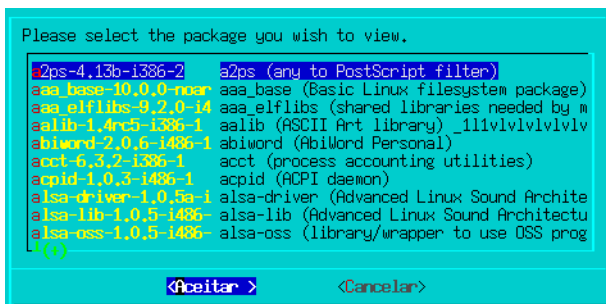 Please select the package you wish to view.
a2ps-4.13b-i386-2 a2ps (any to PostScript filter)
aaa_base-10.0.0-noar aaa_base (Basic Linux filesystem package)
aaa_elflibs-9.2.0-i4 aaa_elflibs (shared libraries needed by m
aalib-1.4rc5-i386-1 aalib (ASCII Art library) _1l1vlvlvlvlv
abiword-2.0.6-i486-1 abiword (AbiWord Personal)
acct-6.3.2-i386-1 acct (process accounting utilities)
acpid-1.0.3-i486-1 acpid (ACPI daemon)
alsa-driver-1.0.5a-i alsa-driver (Advanced Linux Sound Archite
alsa-lib-1.0.5-i486- alsa-lib (Advanced Linux Sound Architectu
alsa-oss-1.0.5-i486- alsa-oss (library/wrapper to use OSS prog
(+)
<Aceitar > <Cancelar>